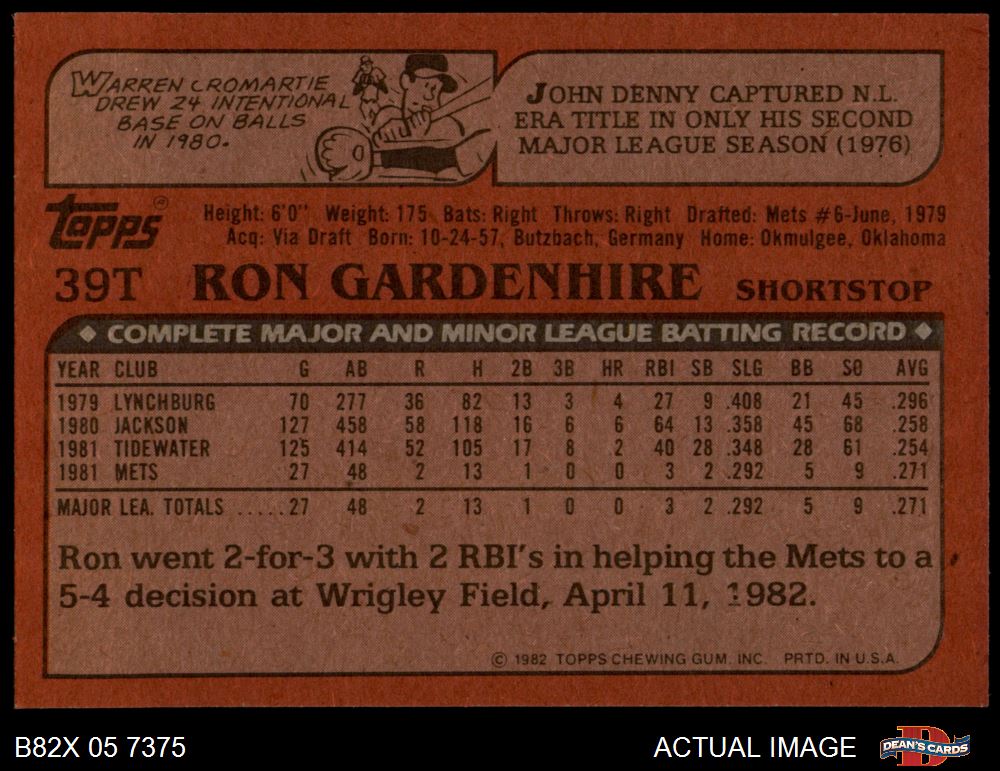 WARREN CROMARTIE
DREW 24 INTENTIONAL
BASE ON BALLS
IN 1980.
JOHN DENNY CAPTURED N.L.
ERA TITLE IN ONLY HIS SECOND
MAJOR LEAGUE SEASON (1976)
Topps®
Height: 6'0" Weight: 175 Bats: Right Throws: Right Drafted: Mets #6-June, 1979
Acq: Via Draft Born: 10-24-57, Butzbach, Germany Home: Okmulgee, Oklahoma
39T RON GARDENHIRE SHORTSTOP
◆ COMPLETE MAJOR AND MINOR LEAGUE BATTING RECORD ◆
YEAR CLUB G AB R H 2B 3B HR RBI SB SLG BB SO AVG
1979 LYNCHBURG 70 277 36 82 13 3 4 27 9 .408 21 45 .296
1980 JACKSON 127 458 58 118 16 6 6 64 13 .358 45 68 .258
1981 TIDEWATER 125 414 52 105 17 8 2 40 28 .348 28 61 .254
1981 METS 27 48 2 13 1 0 0 3 2 .292 5 9 .271
MAJOR LEA. TOTALS .....27 48 2 13 1 0 0 3 2 .292 5 9 .271
Ron went 2-for-3 with 2 RBI's in helping the Mets to a
5-4 decision at Wrigley Field, April 11, 1982.
© 1982 TOPPS CHEWING GUM, INC. PRTD. IN U.S.A.
B82X 05 7375 ACTUAL IMAGE DEAN'S CARDS